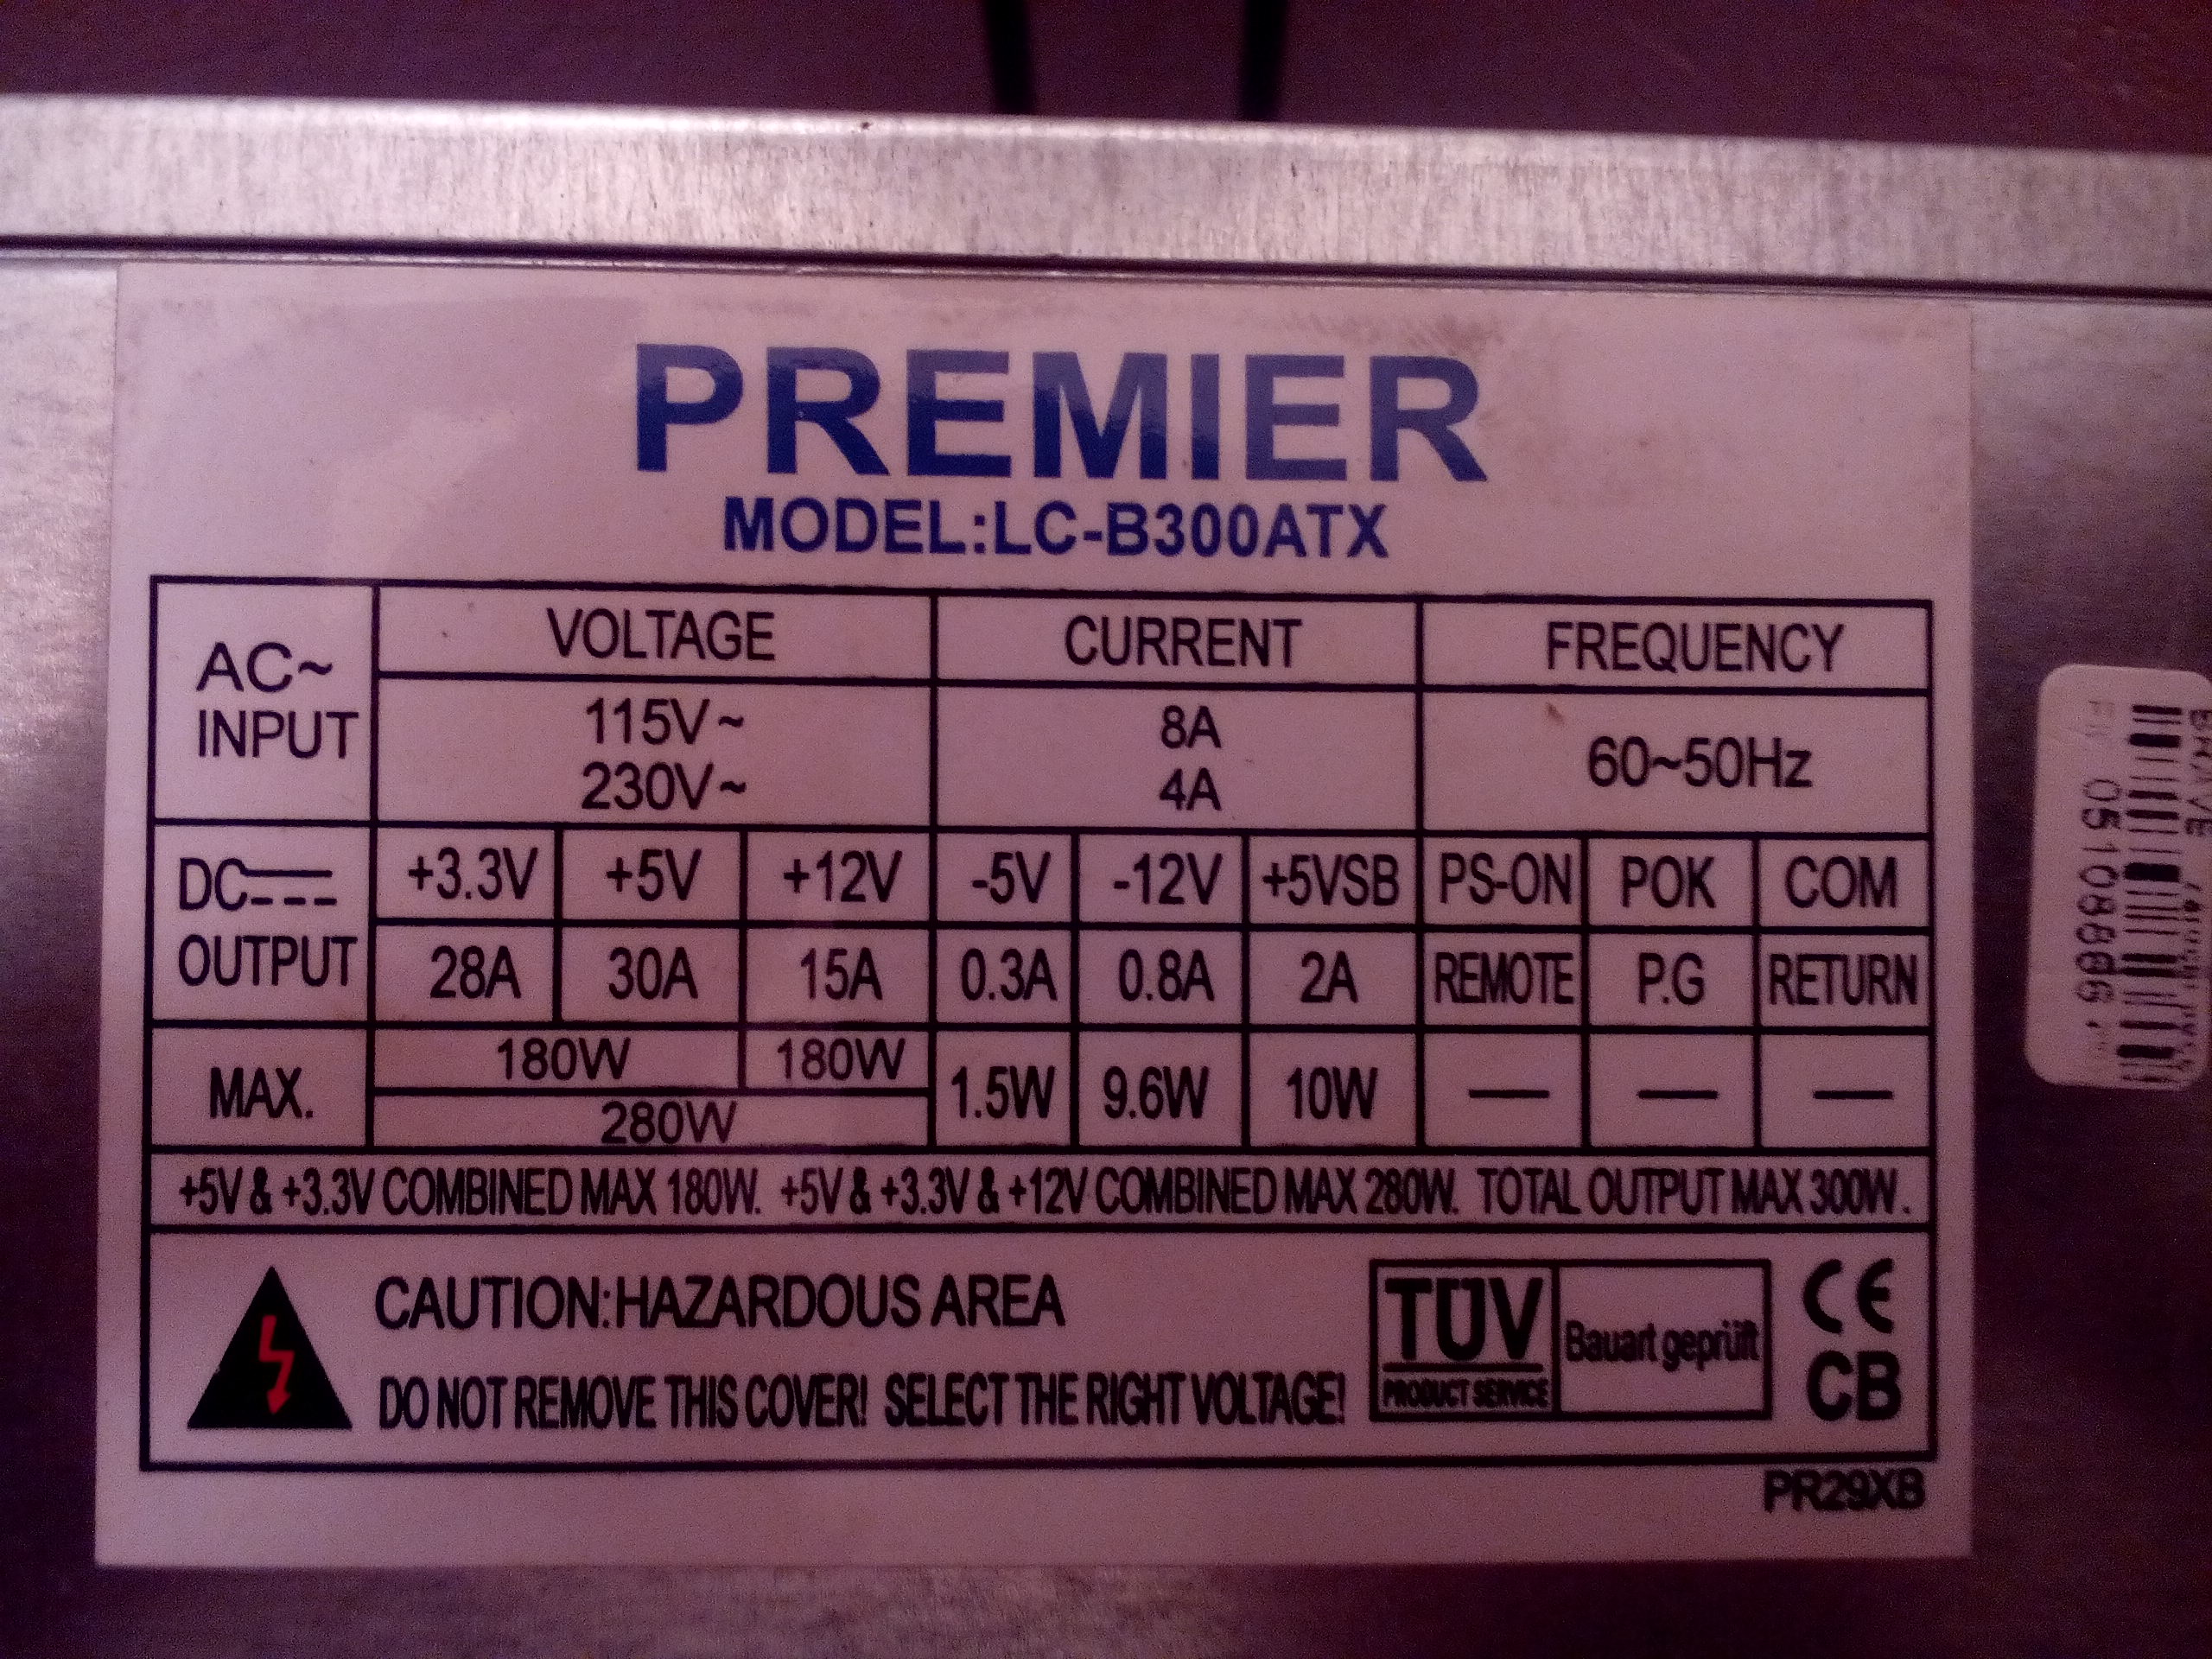 PREMIER
MODEL:LC-B300ATX
AC~ INPUT
VOLTAGE CURRENT FREQUENCY
115V~ 8A 60~50Hz
230V~ 4A
DC OUTPUT
+3.3V +5V +12V -5V -12V +5VSB PS-ON POK COM
28A 30A 15A 0.3A 0.8A 2A REMOTE P.G RETURN
MAX. 180W 180W 1.5W 9.6W 10W — — —
280W
+5V & +3.3V COMBINED MAX 180W. +5V & +3.3V & +12V COMBINED MAX 280W. TOTAL OUTPUT MAX 300W.
CAUTION:HAZARDOUS AREA
DO NOT REMOVE THIS COVER! SELECT THE RIGHT VOLTAGE!
TÜV
PRODUCT SERVICE
Bauart geprüft
CE
CB
PR29XB
BRAVE